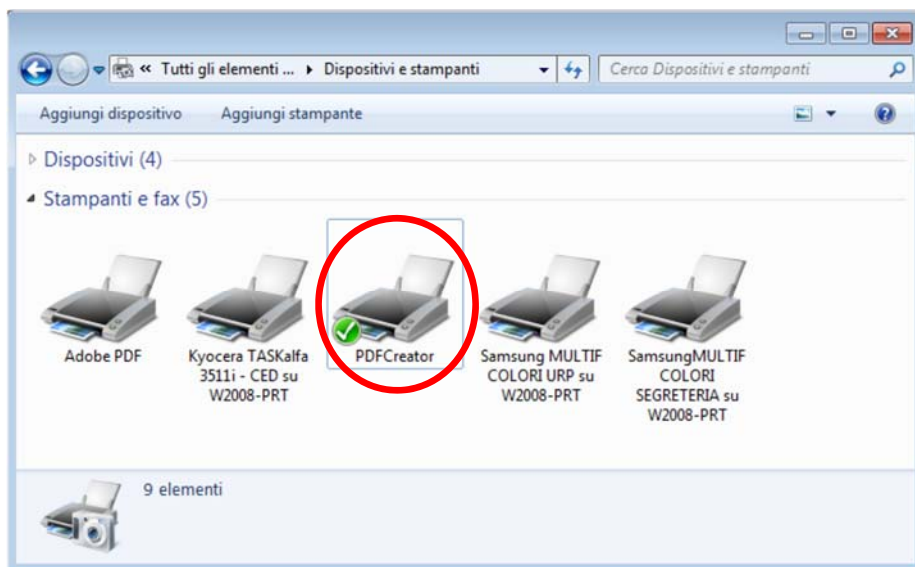 « Tutti gli elementi ... ▸ Dispositivi e stampanti
Cerca Dispositivi e stampanti
Aggiungi dispositivo Aggiungi stampante
Dispositivi (4)
Stampanti e fax (5)
Adobe PDF
Kyocera TASKalfa
3511i - CED su
W2008-PRT
PDFCreator
Samsung MULTIF
COLORI URP su
W2008-PRT
SamsungMULTIF
COLORI
SEGRETERIA su
W2008-PRT
9 elementi